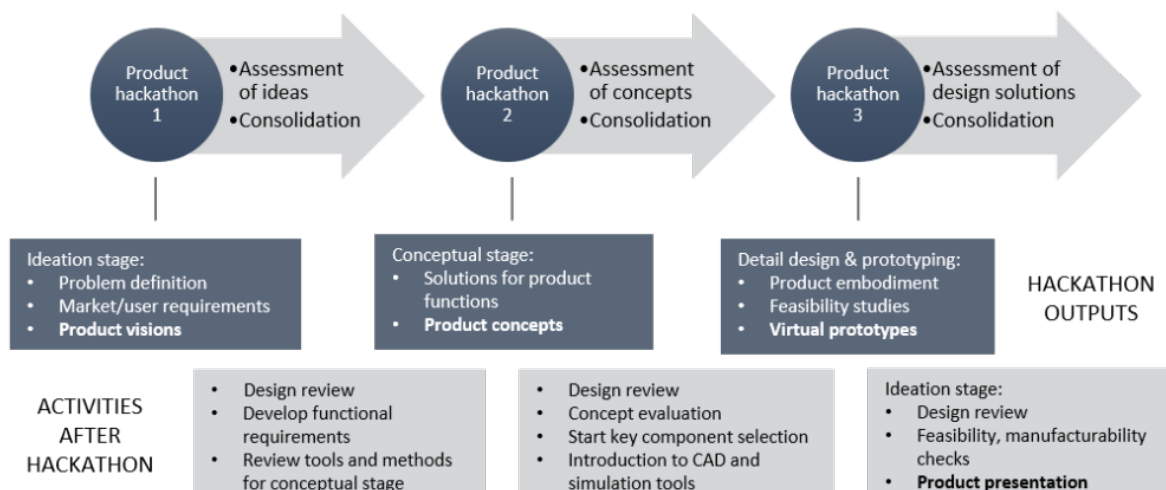 Product
hackathon
1
•Assessment
of ideas
•Consolidation
Product
hackathon
2
•Assessment
of concepts
•Consolidation
Product
hackathon
3
•Assessment of
design solutions
•Consolidation
Ideation stage:
• Problem definition
• Market/user requirements
• Product visions
Conceptual stage:
• Solutions for product
functions
• Product concepts
Detail design & prototyping:
• Product embodiment
• Feasibility studies
• Virtual prototypes
HACKATHON
OUTPUTS
ACTIVITIES
AFTER
HACKATHON
• Design review
• Develop functional
requirements
• Review tools and methods
for conceptual stage
• Design review
• Concept evaluation
• Start key component selection
• Introduction to CAD and
simulation tools
Ideation stage:
• Design review
• Feasibility, manufacturability
checks
• Product presentation